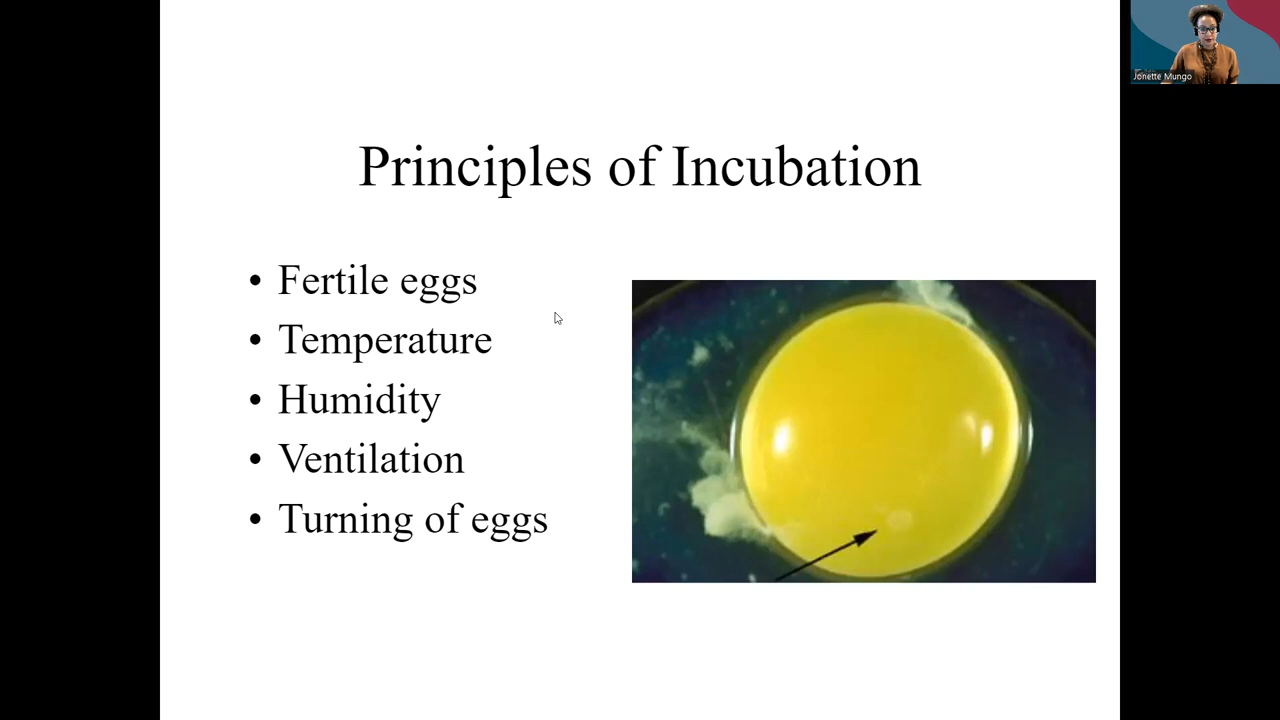 Principles of Incubation
• Fertile eggs
• Temperature
• Humidity
• Ventilation
• Turning of eggs
Jonette Mungo